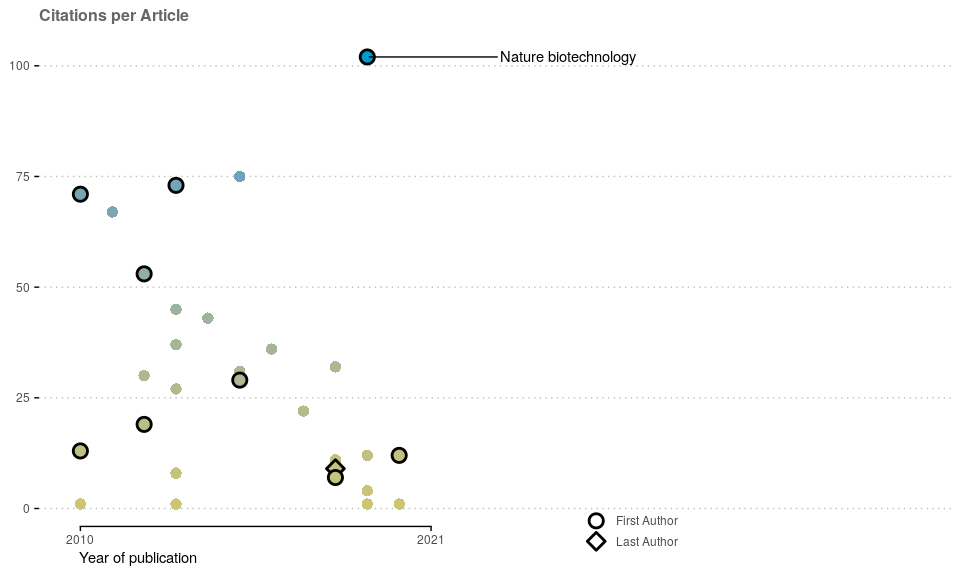 Citations per Article
100
Nature biotechnology
75
50
25
0
First Author
2010
2021
Last Author
Year of publication